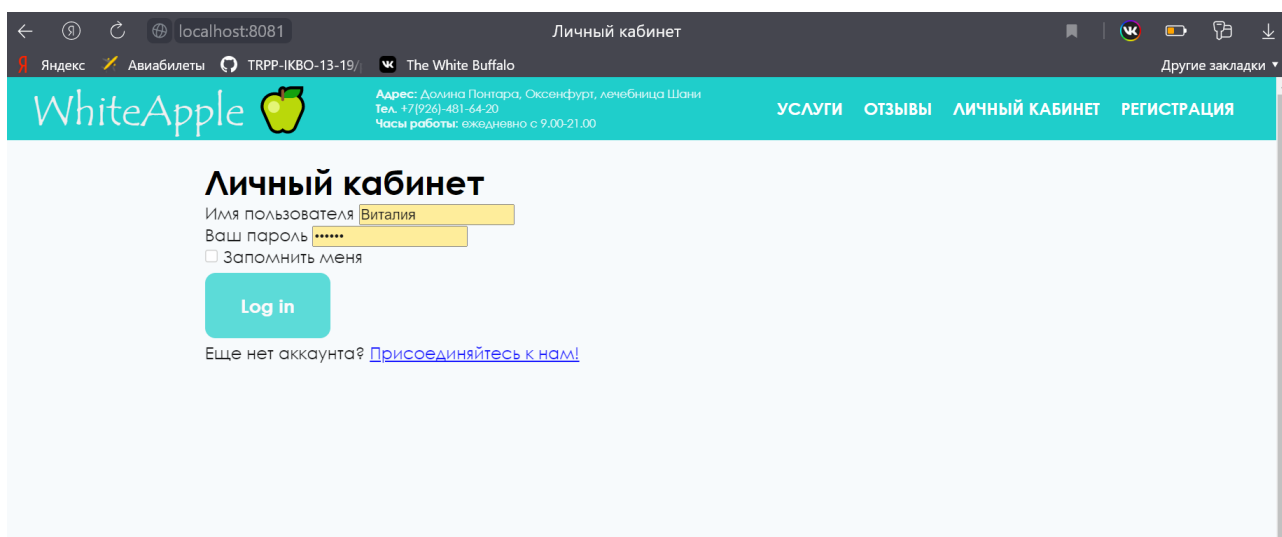 localhost:8081
Личный кабинет
Яндекс Авиабилеты TRPP-IKBO-13-19/ The White Buffalo Другие закладки
WhiteApple
Адрес: Долина Понтара, Оксенфурт, лечебница Шани
Тел. +7(926)-481-64-20
Часы работы: ежедневно с 9.00-21.00
УСЛУГИ ОТЗЫВЫ ЛИЧНЫЙ КАБИНЕТ РЕГИСТРАЦИЯ
Личный кабинет
Имя пользователя Виталия
Ваш пароль ••••••
Запомнить меня
Log in
Еще нет аккаунта? Присоединяйтесь к нам!